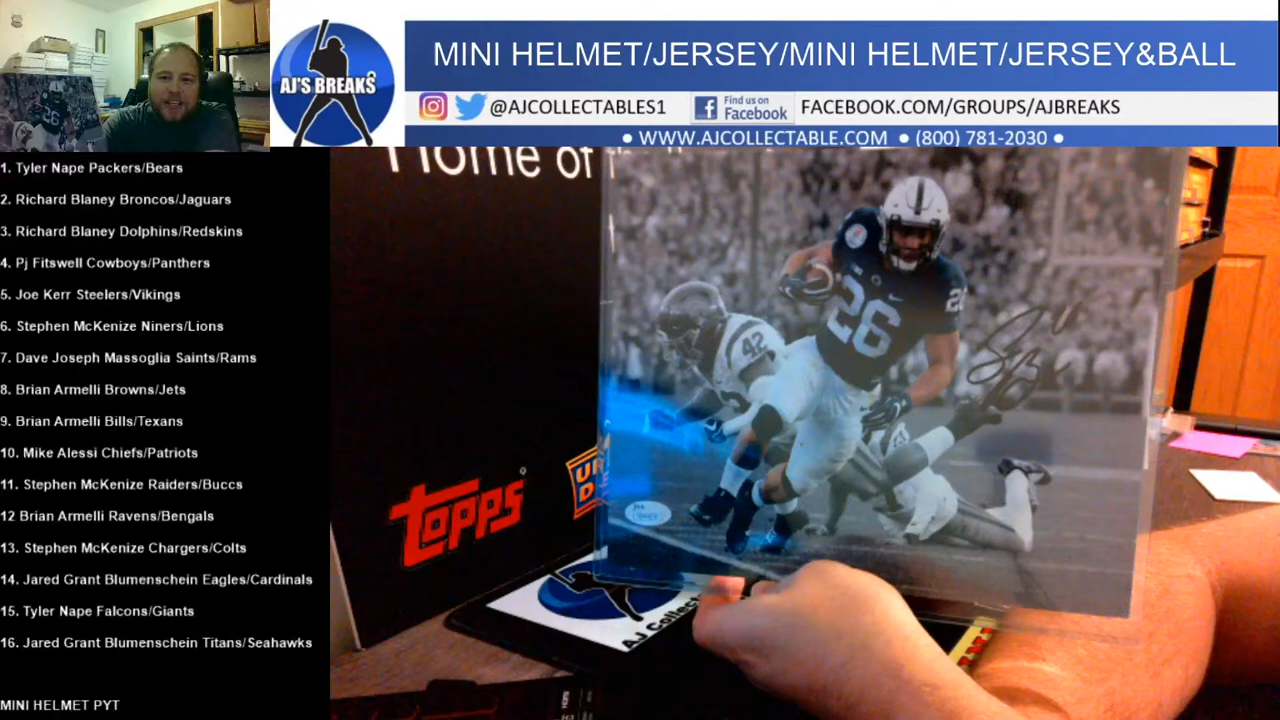 MINI HELMET/JERSEY/MINI HELMET/JERSEY&BALL
AJ'S BREAKS
@AJCOLLECTABLES1
Find us on
Facebook
FACEBOOK.COM/GROUPS/AJBREAKS
● WWW.AJCOLLECTABLE.COM ● (800) 781-2030 ●
1. Tyler Nape Packers/Bears
2. Richard Blaney Broncos/Jaguars
3. Richard Blaney Dolphins/Redskins
4. Pj Fitswell Cowboys/Panthers
5. Joe Kerr Steelers/Vikings
6. Stephen McKenize Niners/Lions
7. Dave Joseph Massoglia Saints/Rams
8. Brian Armelli Browns/Jets
9. Brian Armelli Bills/Texans
10. Mike Alessi Chiefs/Patriots
11. Stephen McKenize Raiders/Buccs
12 Brian Armelli Ravens/Bengals
13. Stephen McKenize Chargers/Colts
14. Jared Grant Blumenschein Eagles/Cardinals
15. Tyler Nape Falcons/Giants
16. Jared Grant Blumenschein Titans/Seahawks
MINI HELMET PYT
Home of
26
26
42
TOPPS
AJ Collect